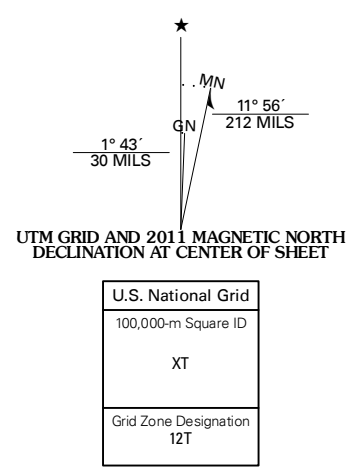 ★
MN
GN
1° 43´
30 MILS
11° 56´
212 MILS
UTM GRID AND 2011 MAGNETIC NORTH
DECLINATION AT CENTER OF SHEET
U.S. National Grid
100,000-m Square ID
XT
Grid Zone Designation
12T